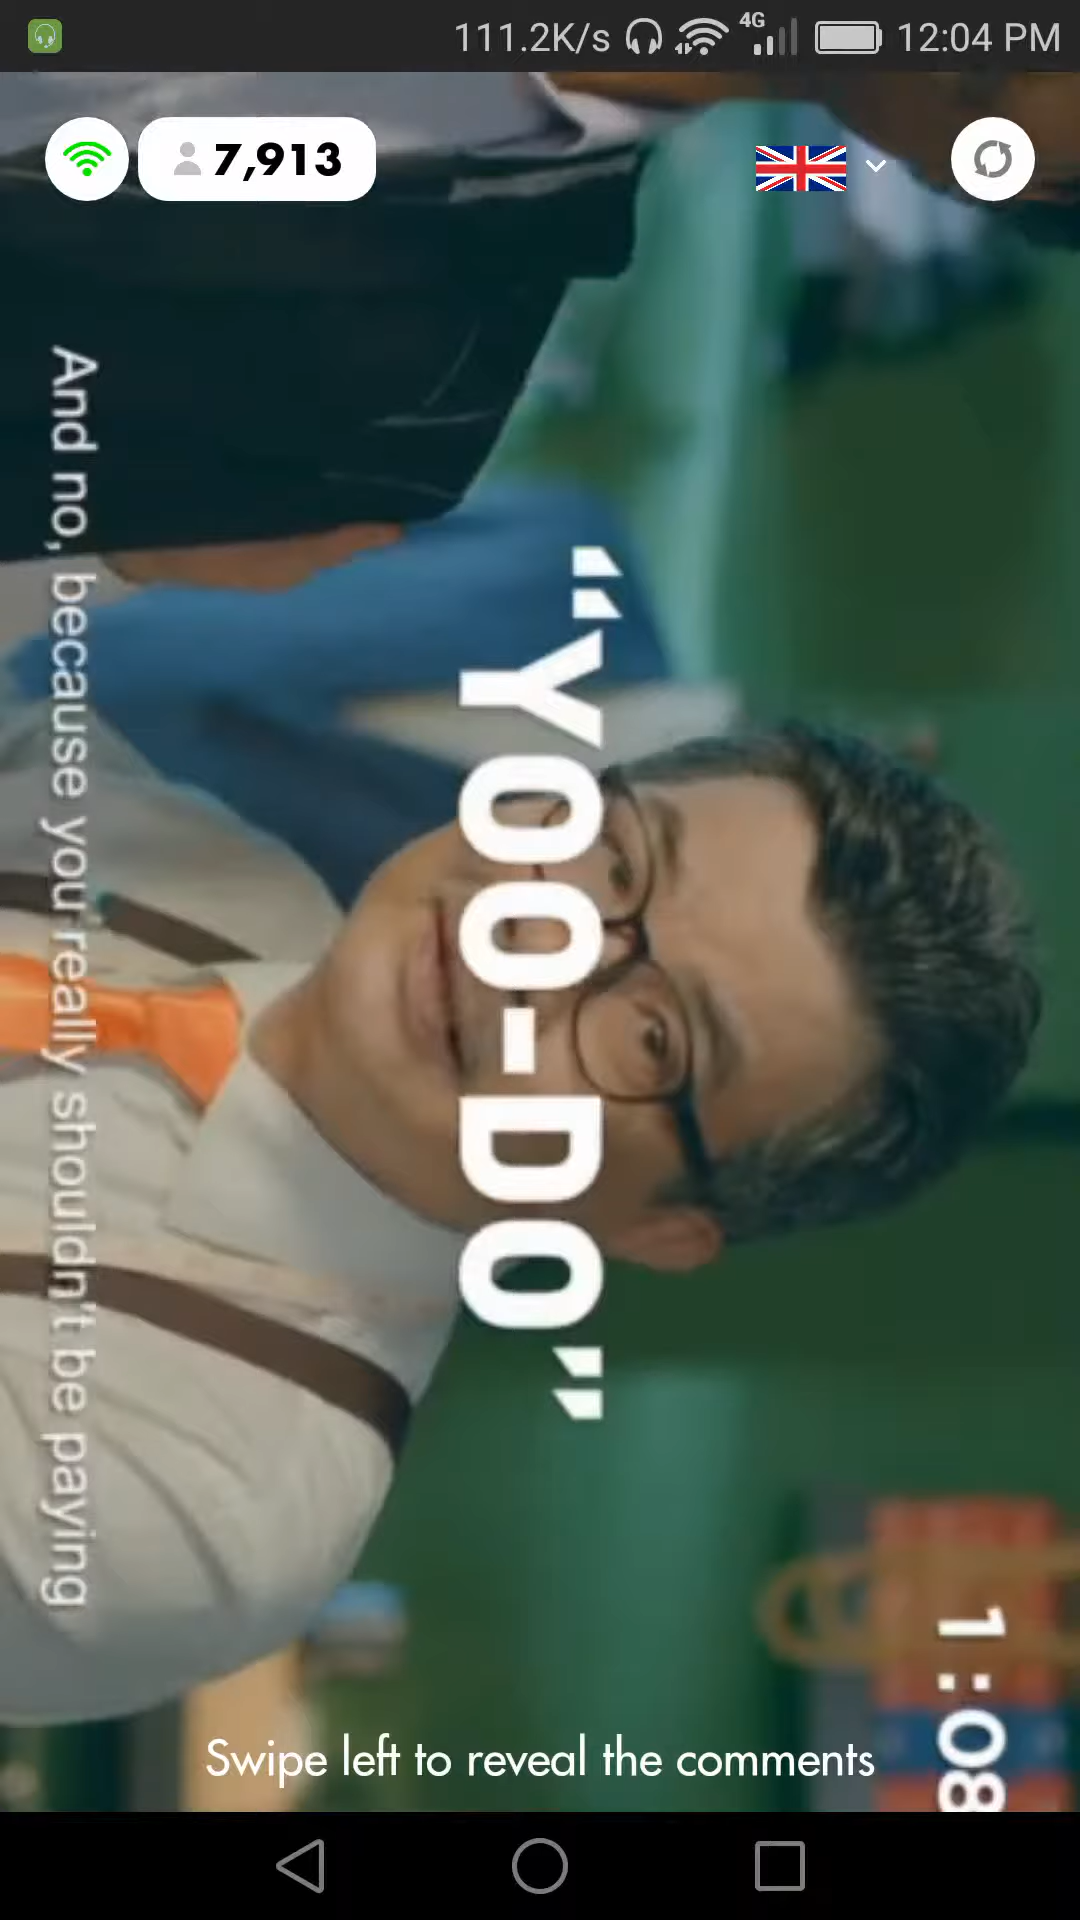 111.2K/s 4G 12:04 PM
7,913
1:08
“YOO-DO”
And no, because you really shouldn't be paying
Swipe left to reveal the comments